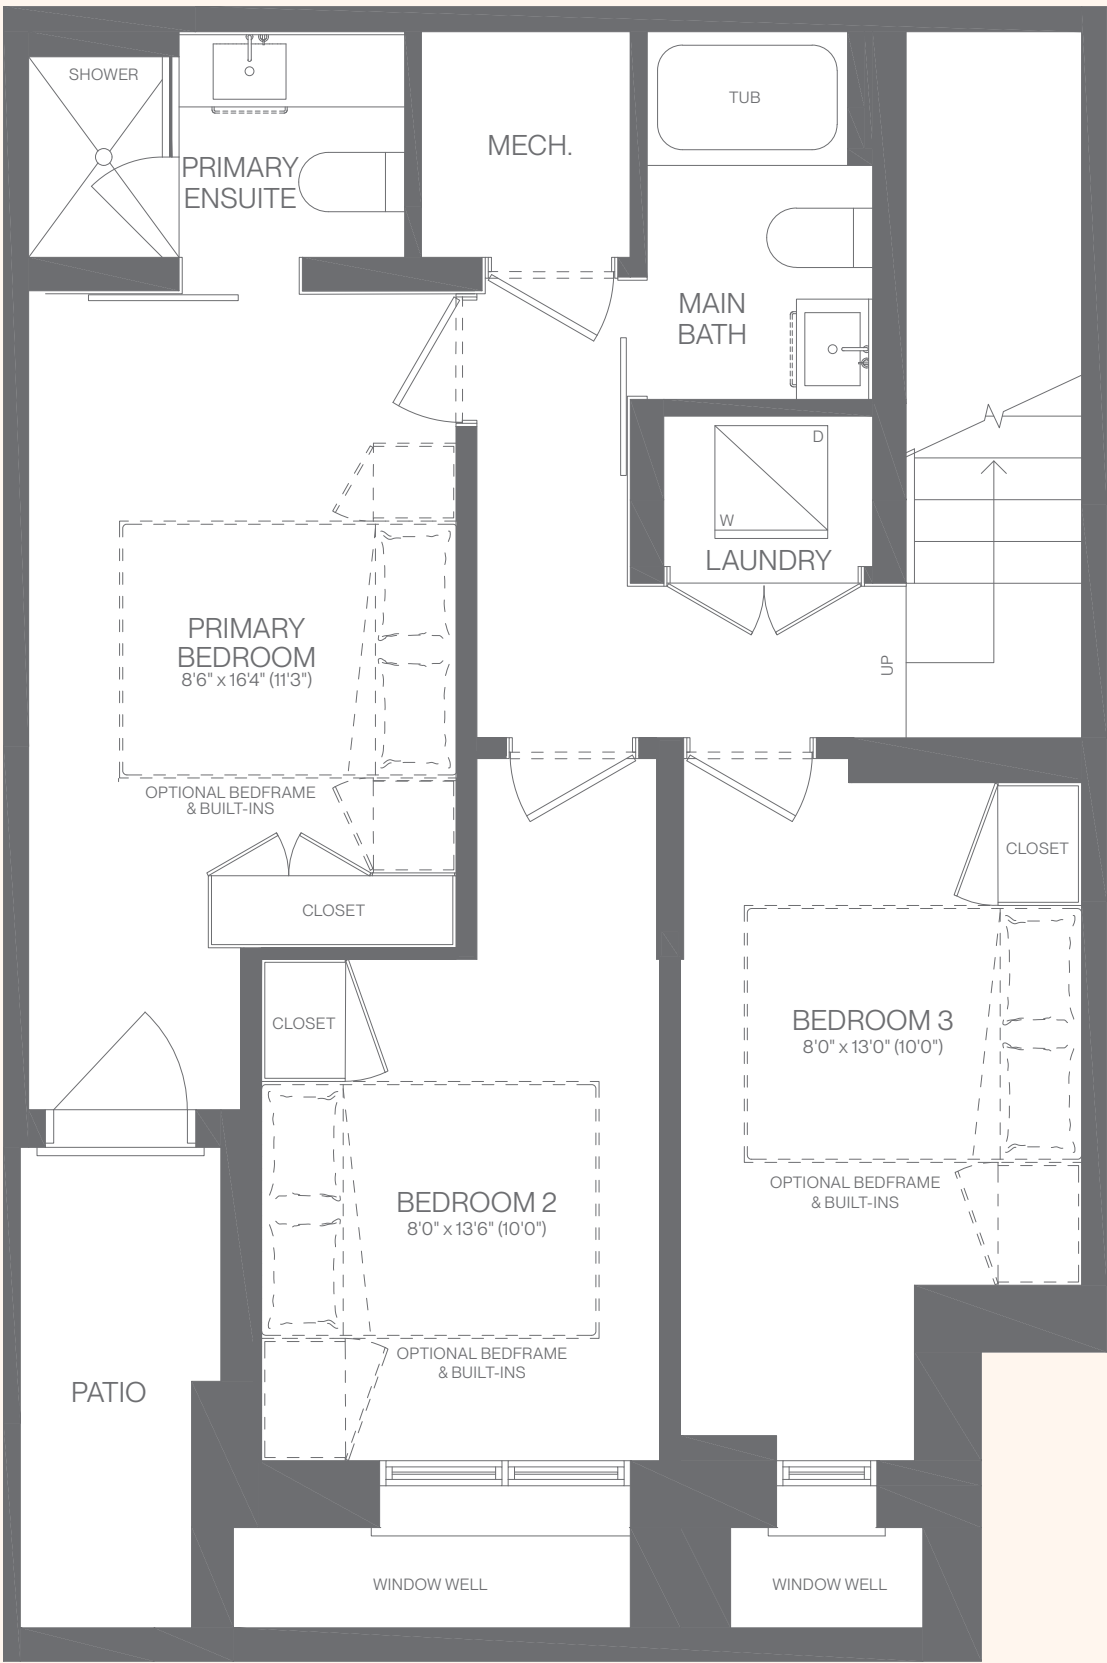 SHOWER
PRIMARY
ENSUITE
MECH.
TUB
MAIN
BATH
D
W
LAUNDRY
UP
PRIMARY
BEDROOM
8'6" x 16'4" (11'3")
OPTIONAL BEDFRAME
& BUILT-INS
CLOSET
CLOSET
CLOSET
BEDROOM 3
8'0" x 13'0" (10'0")
OPTIONAL BEDFRAME
& BUILT-INS
BEDROOM 2
8'0" x 13'6" (10'0")
OPTIONAL BEDFRAME
& BUILT-INS
PATIO
WINDOW WELL
WINDOW WELL